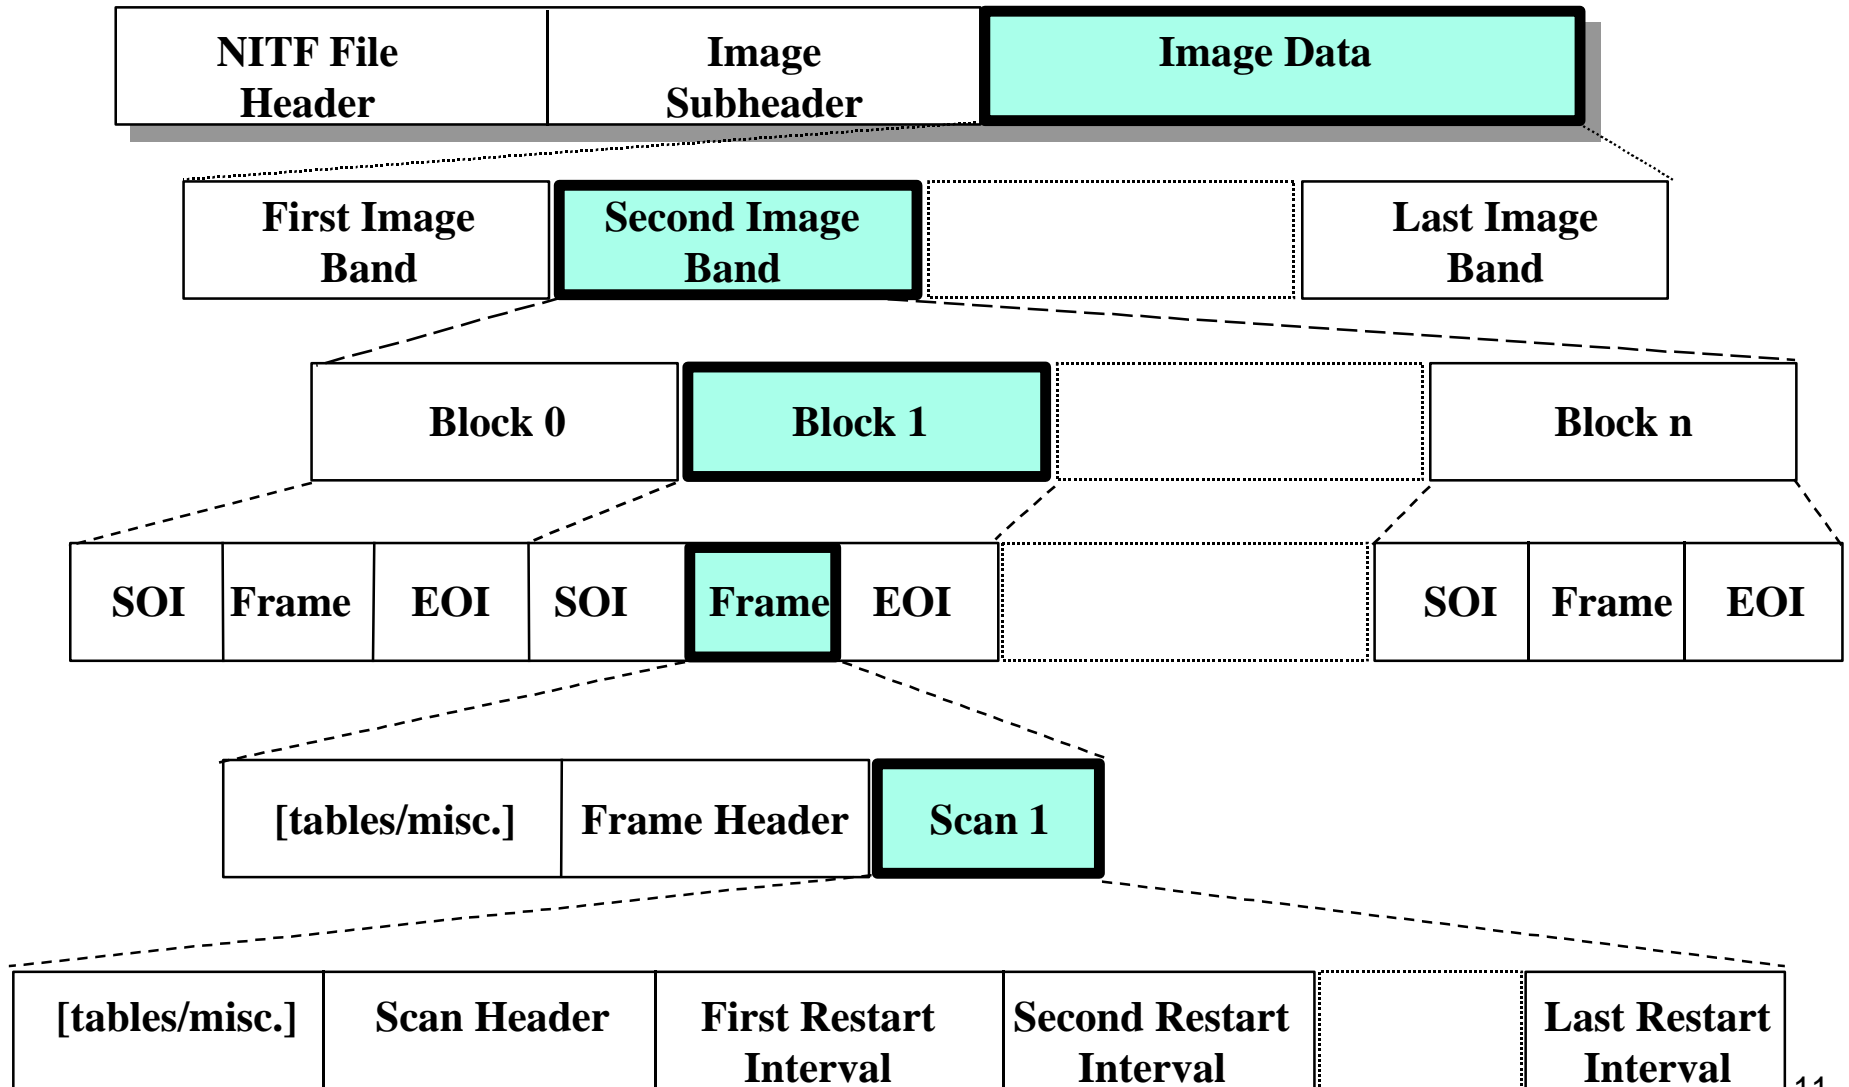 NITF File Header
Image Subheader
Image Data
First Image Band
Second Image Band
Last Image Band
Block 0
Block 1
Block n
SOI Frame EOI SOI Frame EOI SOI Frame EOI
[tables/misc.] Frame Header Scan 1
[tables/misc.]
Scan Header
First Restart Interval
Second Restart Interval
Last Restart Interval
11